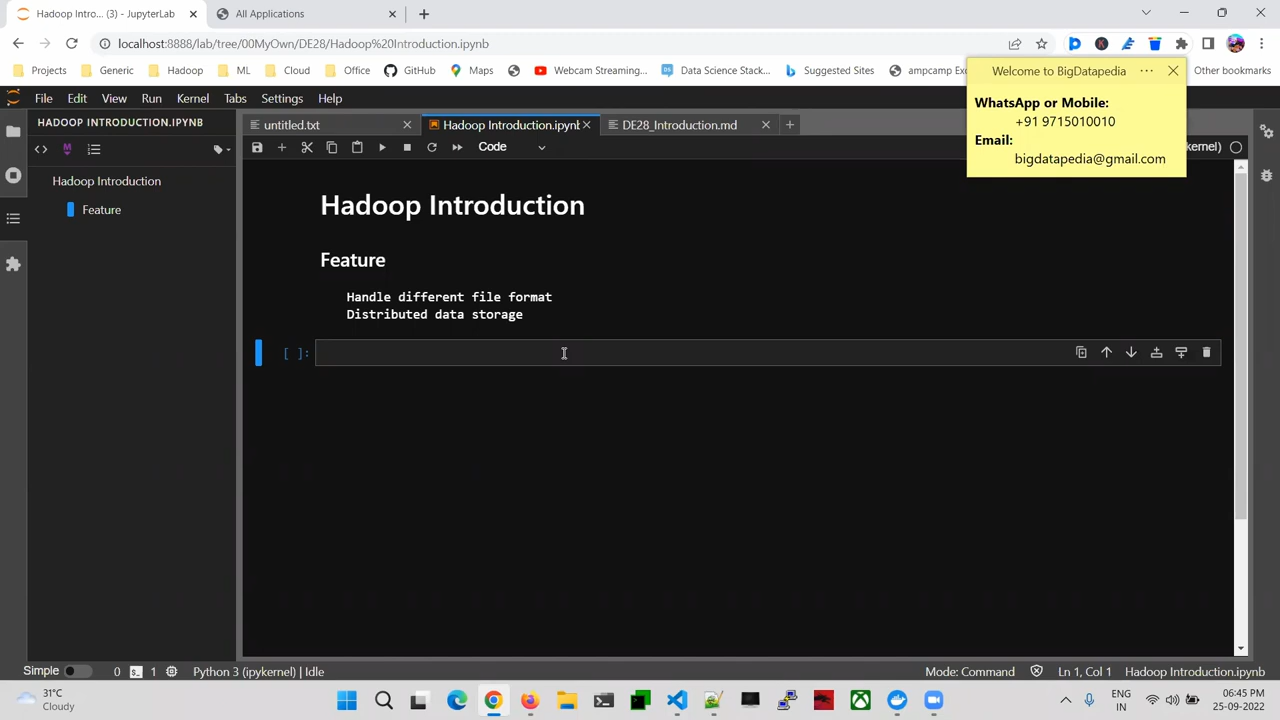 Hadoop Intro... (3) - JupyterLab
All Applications
localhost:8888/lab/tree/00MyOwn/DE28/Hadoop%20Introduction.ipynb
Projects
Generic
Hadoop
ML
Cloud
Office
GitHub
Maps
Webcam Streaming...
Data Science Stack...
Suggested Sites
ampcamp Exe
Other bookmarks
Welcome to BigDatapedia
WhatsApp or Mobile:
+91 9715010010
Email:
bigdatapedia@gmail.com
File Edit View Run Kernel Tabs Settings Help
HADOOP INTRODUCTION.IPYNB
untitled.txt
Hadoop Introduction.ipynb
DE28_Introduction.md
Code
kernel)
Hadoop Introduction
Feature
Hadoop Introduction
Feature
Handle different file format
Distributed data storage
[ ]:
Simple
0
1
Python 3 (ipykernel) | Idle
Mode: Command
Ln 1, Col 1
Hadoop Introduction.ipynb
31°C
Cloudy
ENG
IN
06:45 PM
25-09-2022